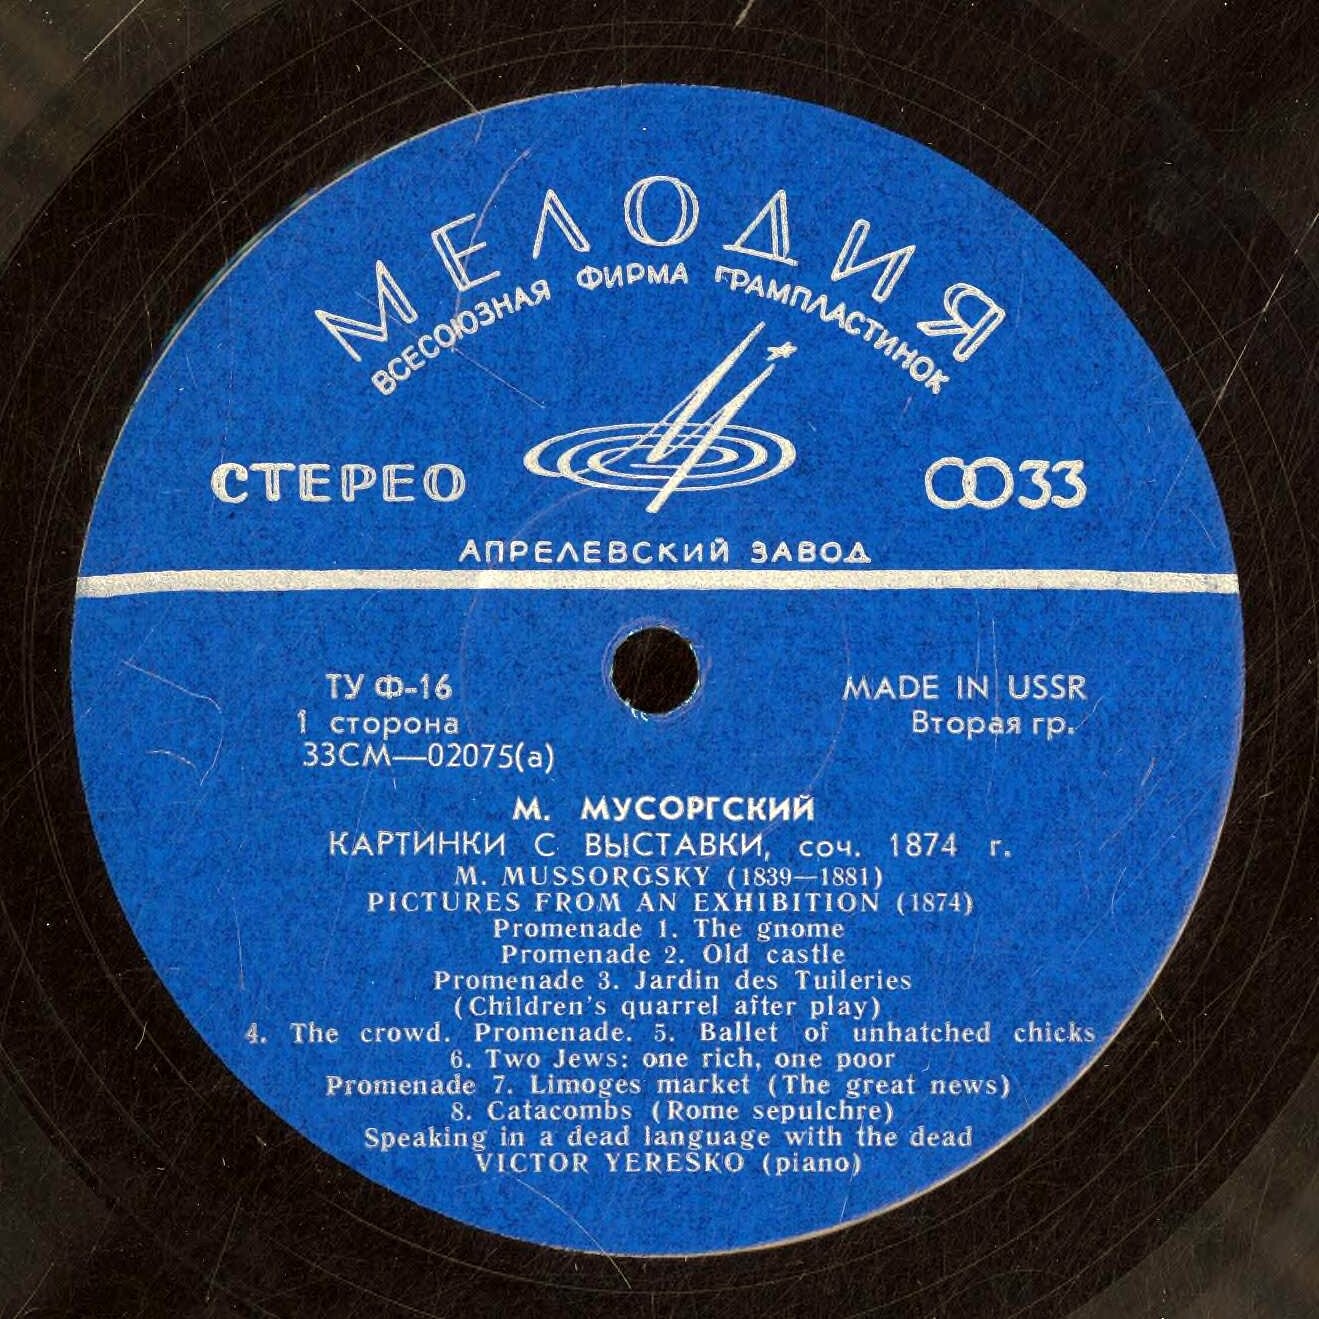 МЕЛОДИЯ
ВСЕСОЮЗНАЯ ФИРМА ГРАМПЛАСТИНОК
СТЕРЕО
33
АПРЕЛЕВСКИЙ ЗАВОД
ТУ Ф-16
1 сторона
33СМ—02075(а)
MADE IN USSR
Вторая гр.
М. МУСОРГСКИЙ
КАРТИНКИ С ВЫСТАВКИ, соч. 1874 г.
M. MUSSORGSKY (1839—1881)
PICTURES FROM AN EXHIBITION (1874)
Promenade 1. The gnome
Promenade 2. Old castle
Promenade 3. Jardin des Tuileries
(Children's quarrel after play)
4. The crowd. Promenade. 5. Ballet of unhatched chicks
6. Two Jews: one rich, one poor
Promenade 7. Limoges market (The great news)
8. Catacombs (Rome sepulchre)
Speaking in a dead language with the dead
VICTOR YERESKO (piano)